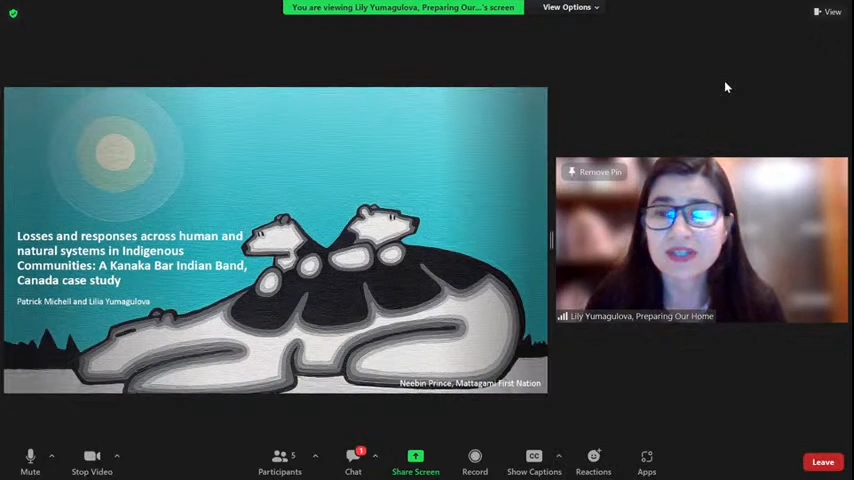 You are viewing Lily Yumagulova, Preparing Our...'s screen
View Options
View
Remove Pin
Losses and responses across human and
natural systems in Indigenous
Communities: A Kanaka Bar Indian Band,
Canada case study
Patrick Michell and Lilia Yumagulova
Neebin Prince, Mattagami First Nation
Lily Yumagulova, Preparing Our Home
Mute
Stop Video
Participants
5
Chat
1
Share Screen
Record
CC
Show Captions
Reactions
Apps
Leave